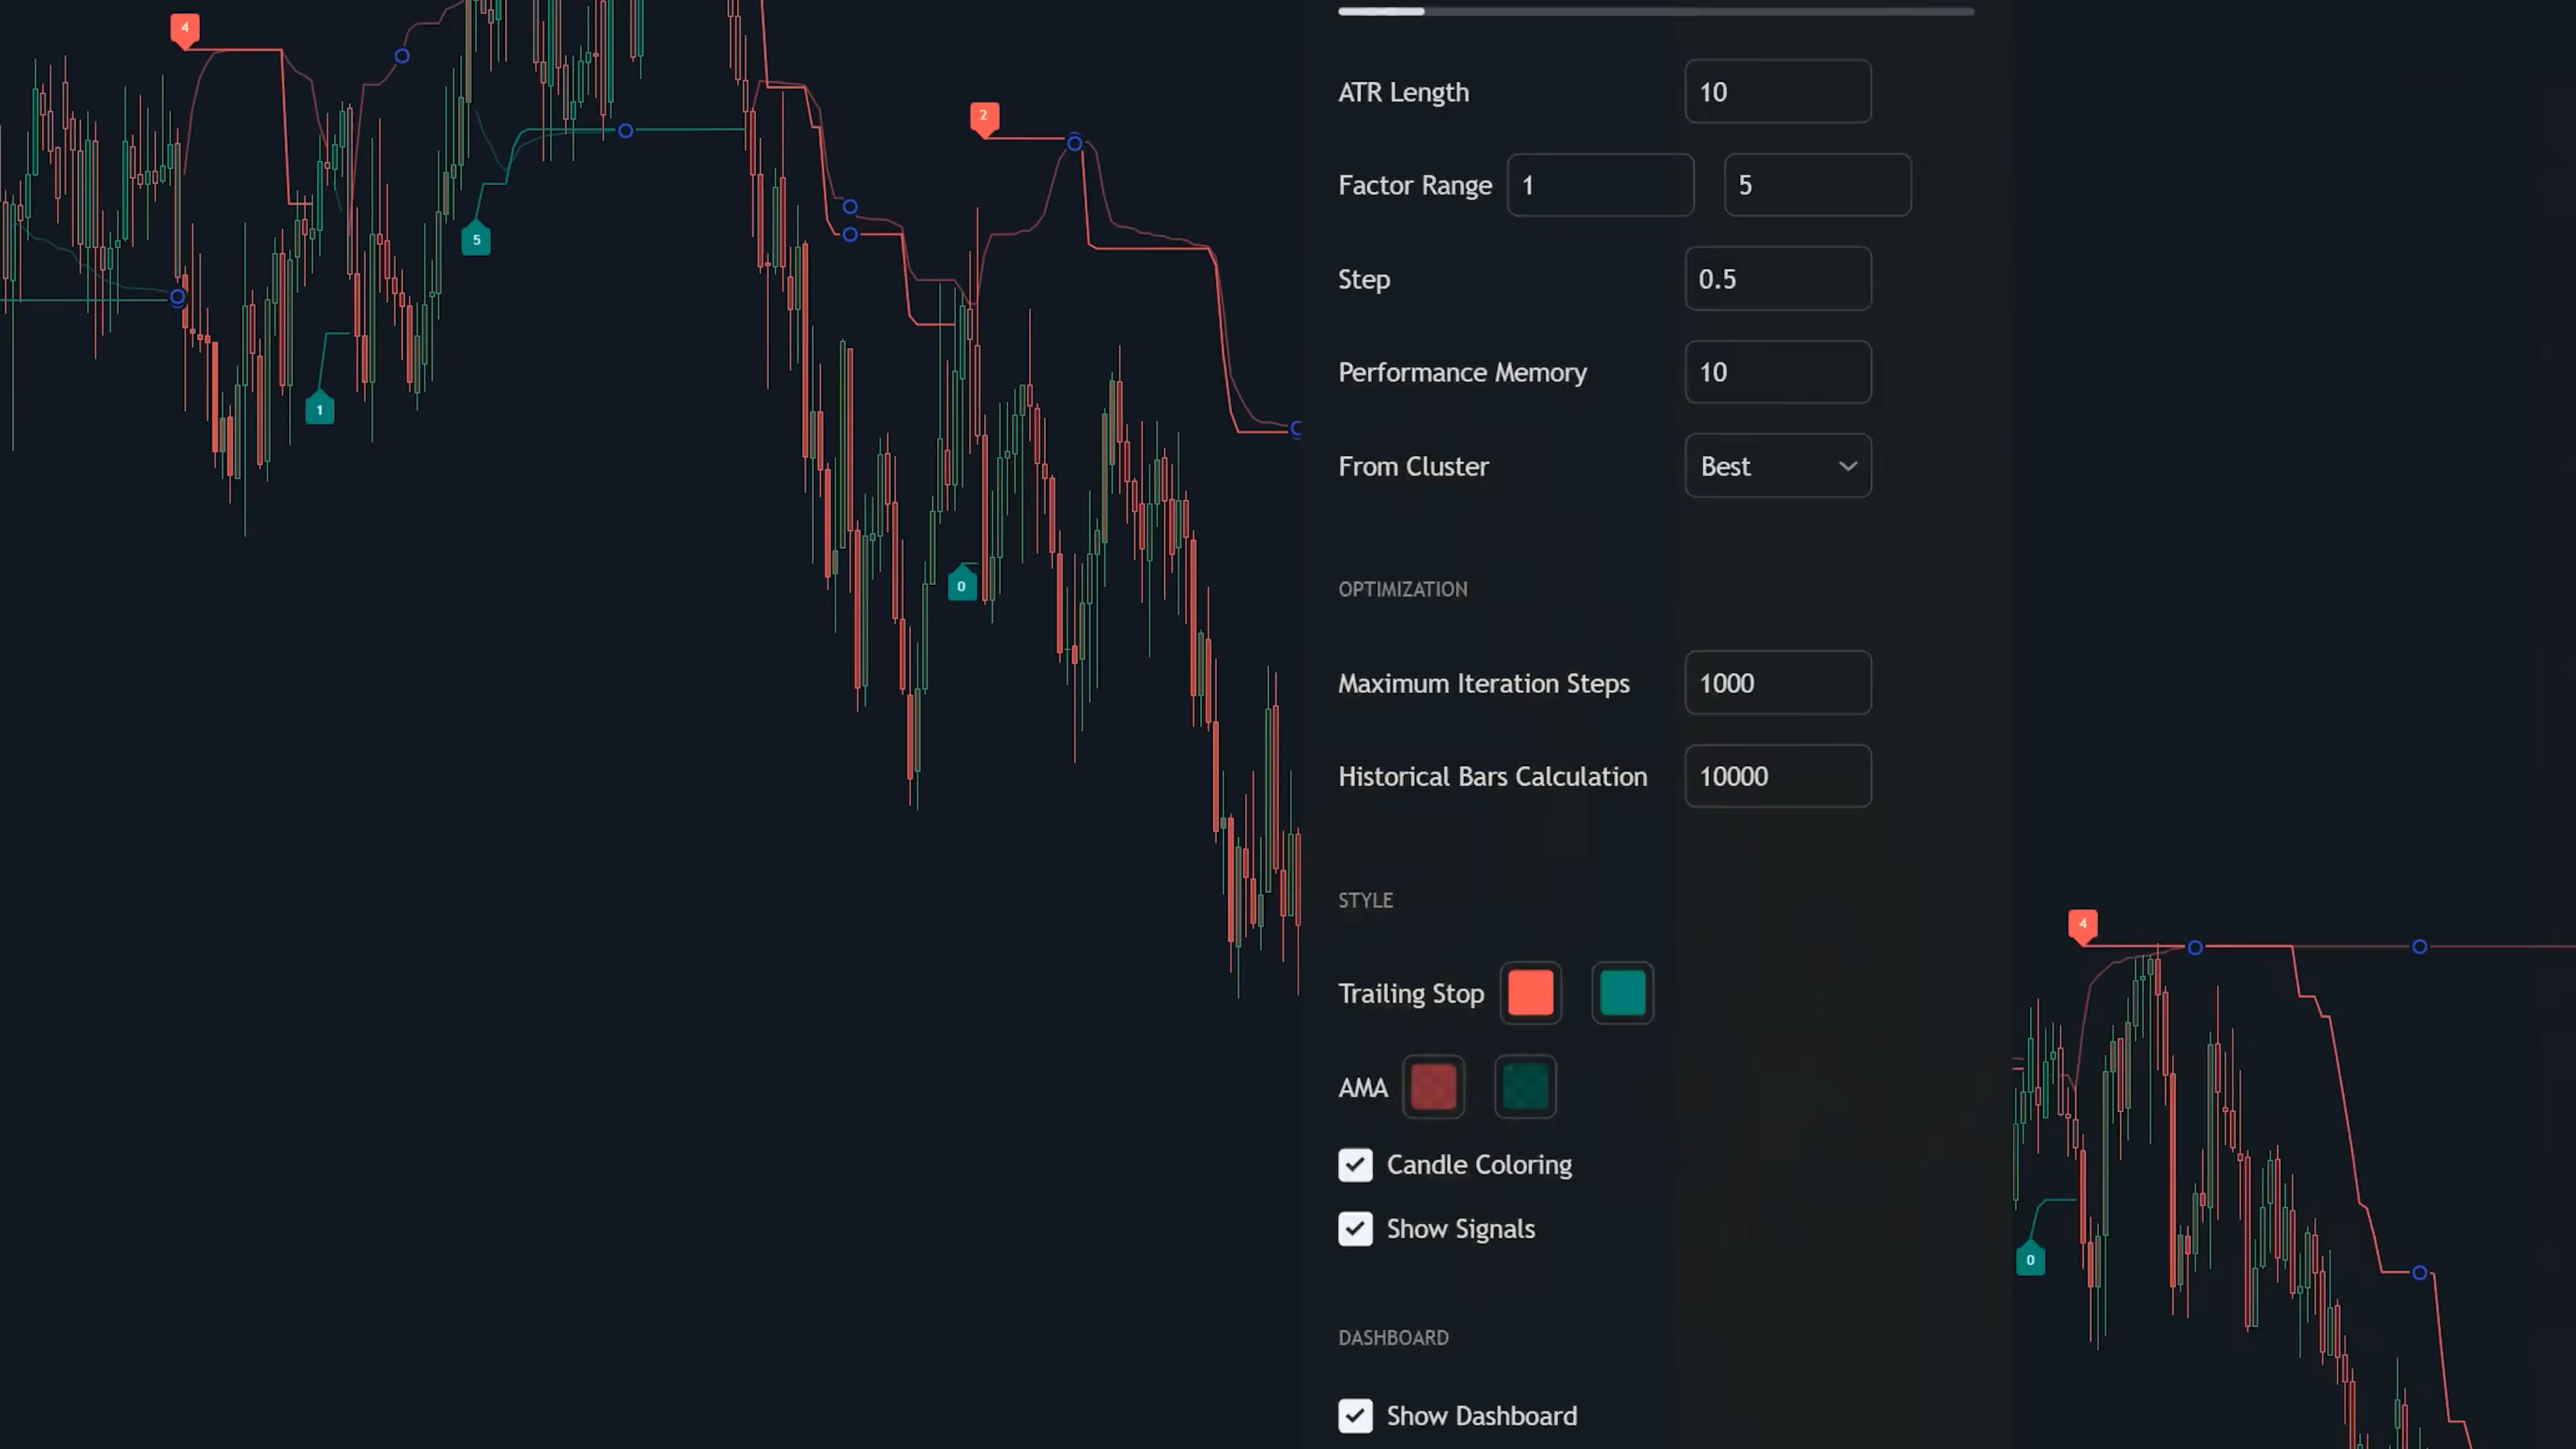 4
2
5
1
0
ATR Length 10
Factor Range 1 5
Step 0.5
Performance Memory 10
From Cluster Best
OPTIMIZATION
Maximum Iteration Steps 1000
Historical Bars Calculation 10000
STYLE
Trailing Stop
AMA
Candle Coloring
Show Signals
DASHBOARD
Show Dashboard
4
0